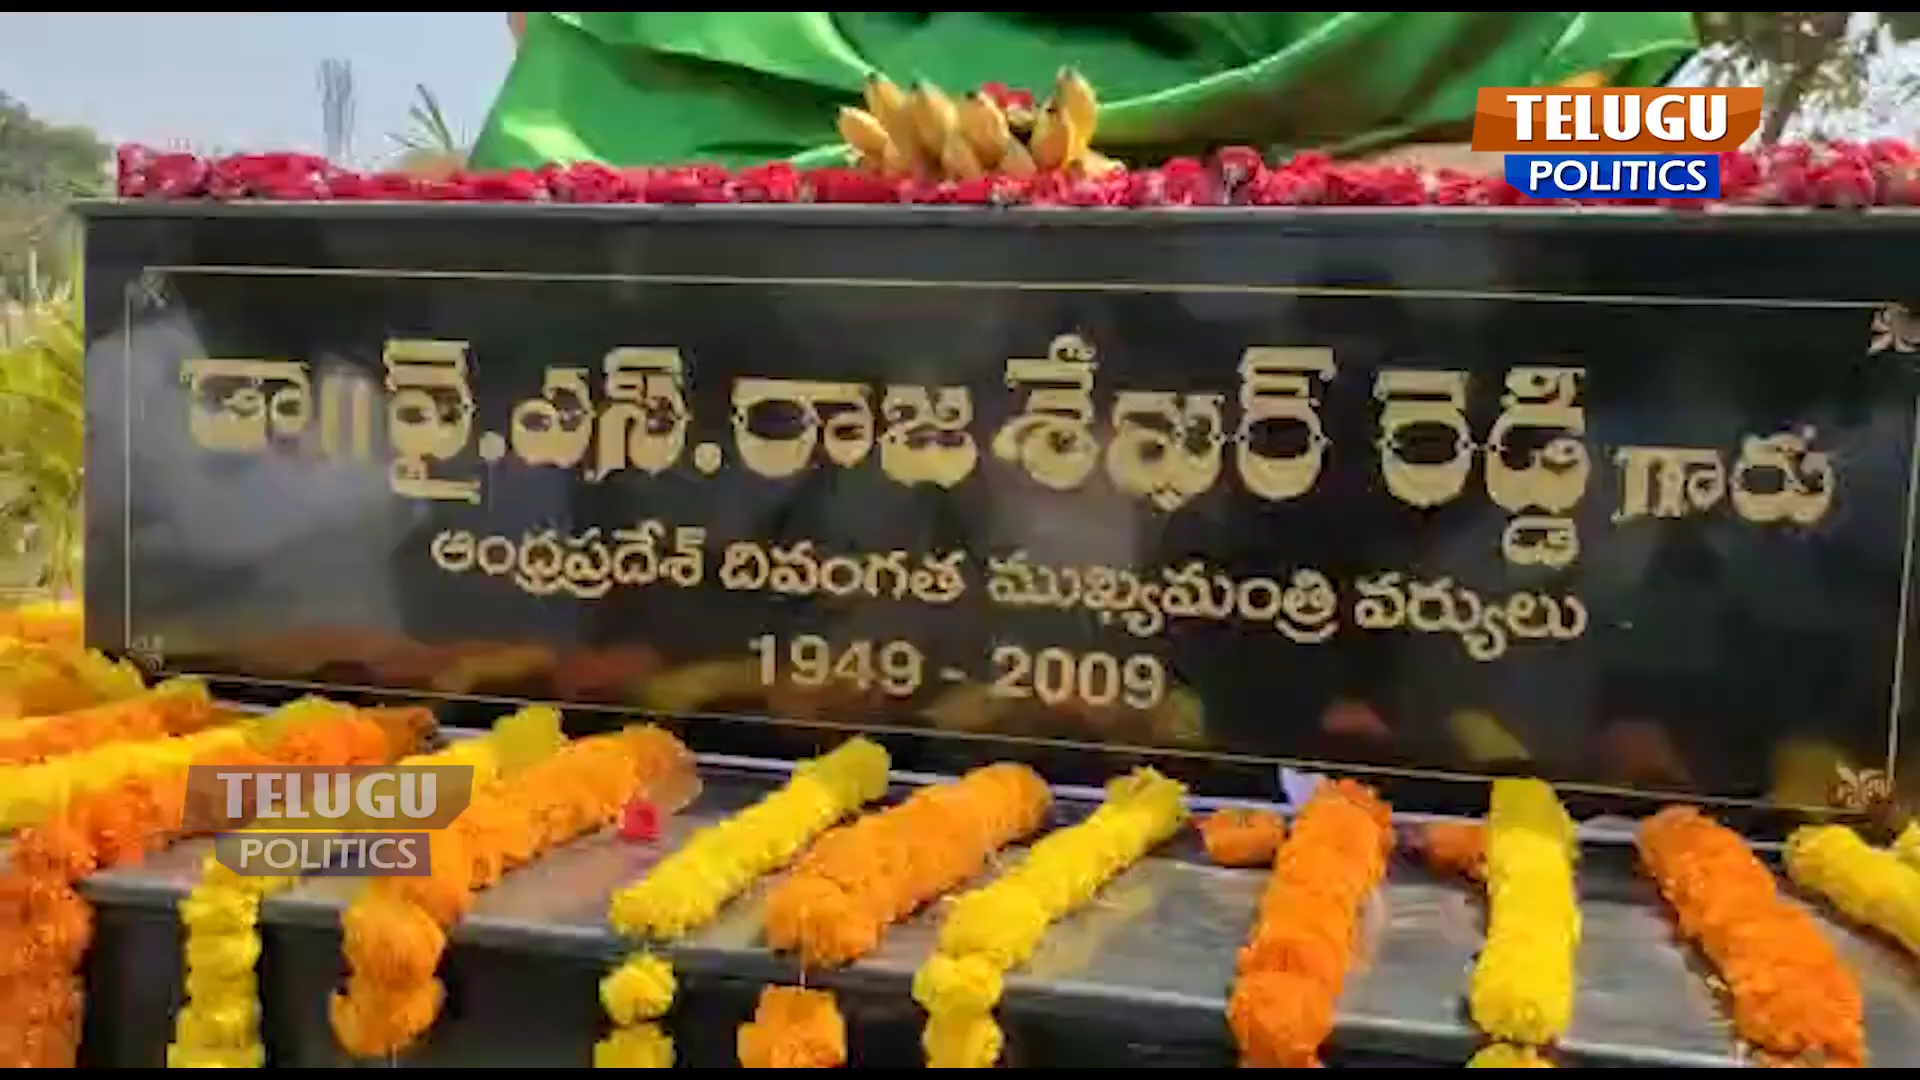 TELUGU
POLITICS
డా॥ వై.ఎస్.రాజశేఖర్ రెడ్డి గారు
ఆంధ్రప్రదేశ్ దివంగత ముఖ్యమంత్రి వర్యులు
1949 - 2009
TELUGU
POLITICS